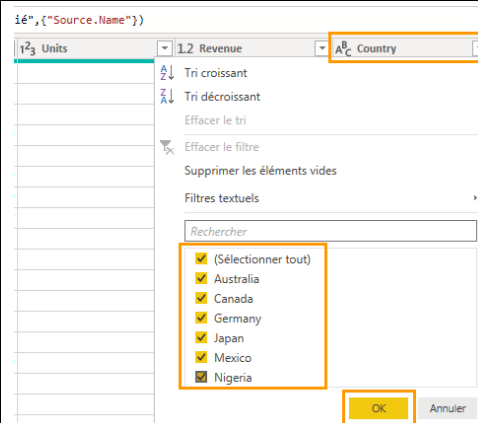 ié",{"Source.Name"})
1²3 Units
1.2 Revenue
ABC Country
Tri croissant
Tri décroissant
Effacer le tri
Effacer le filtre
Supprimer les éléments vides
Filtres textuels
Rechercher
(Sélectionner tout)
Australia
Canada
Germany
Japan
Mexico
Nigeria
OK
Annuler